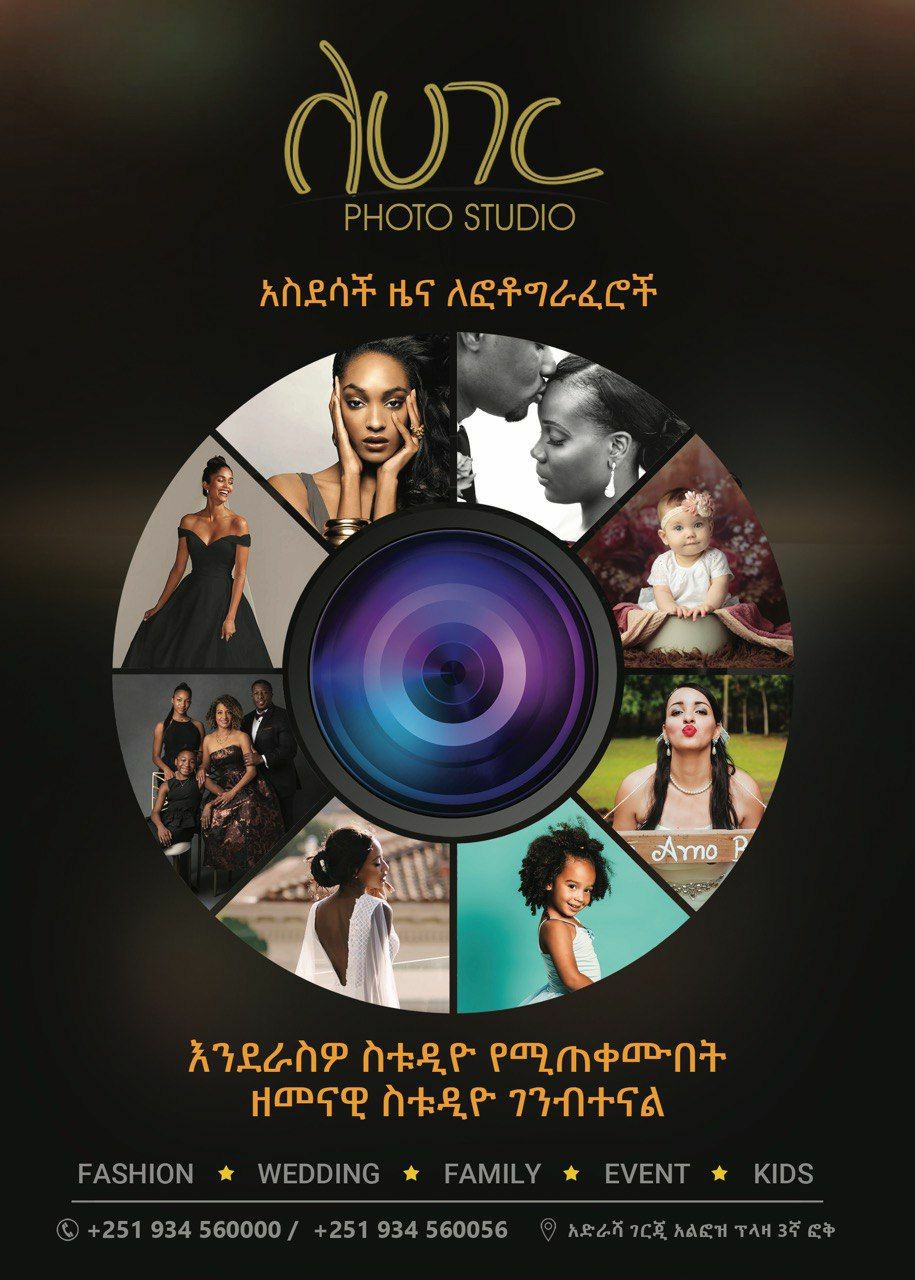 ለሀገር
PHOTO STUDIO
አስደሳች ዜና ለፎቶግራፈሮች
Amo
እንደራስዎ ስቱዲዮ የሚጠቀሙበት
ዘመናዊ ስቱዲዮ ገንብተናል
FASHION ★ WEDDING ★ FAMILY ★ EVENT ★ KIDS
+251 934 560000 / +251 934 560056 አድራሻ ገርጂ አልፎዝ ፕላዛ 3ኛ ፎቅ